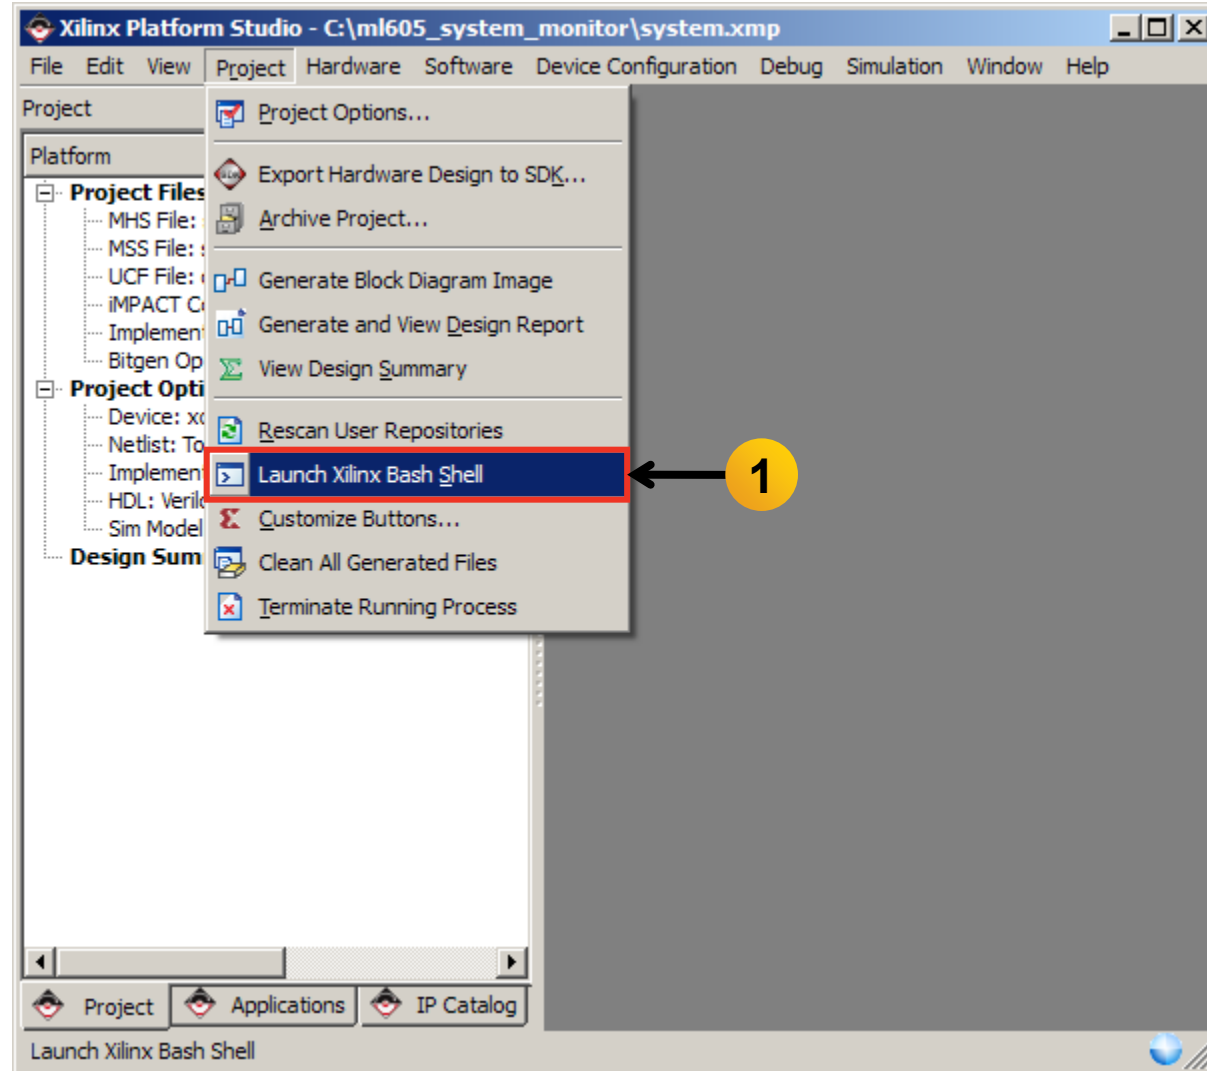 Xilinx Platform Studio - C:\ml605_system_monitor\system.xmp
File Edit View Project Hardware Software Device Configuration Debug Simulation Window Help
Project
Platform
Project Files
MHS File:
MSS File:
UCF File:
iMPACT
Bitgen
Project
Device:
Netlist:
HDL:
Sim Model
Design
Project Options...
Export Hardware Design to SDK...
Archive Project...
Generate Block Diagram Image
Generate and View Design Report
View Design Summary
Rescan User Repositories
Launch Xilinx Bash Shell
Customize Buttons...
Clean All Generated Files
Terminate Running Process
1
Project Applications IP Catalog
Launch Xilinx Bash Shell